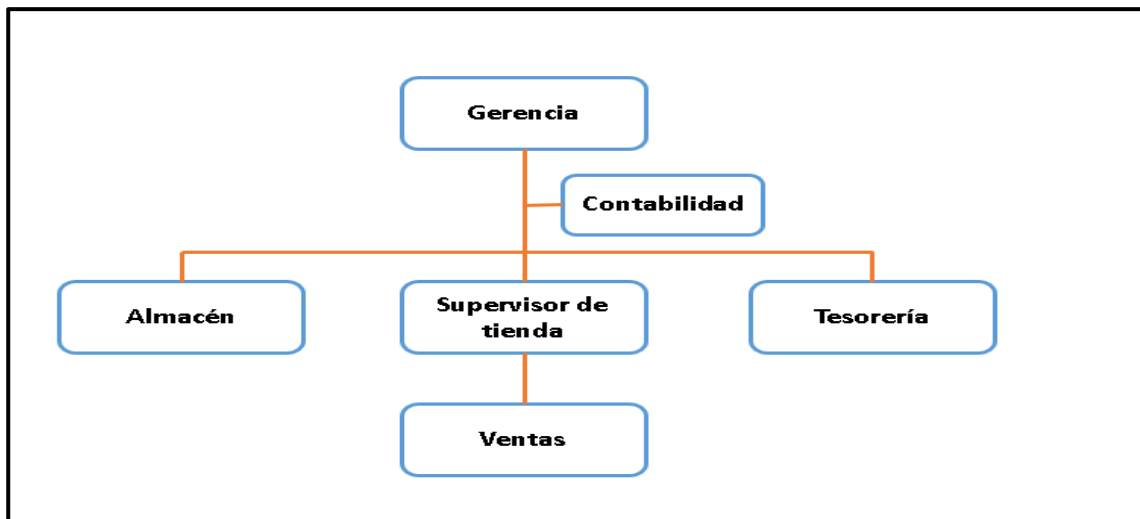 Gerencia
Contabilidad
Almacén
Supervisor de
tienda
Tesorería
Ventas